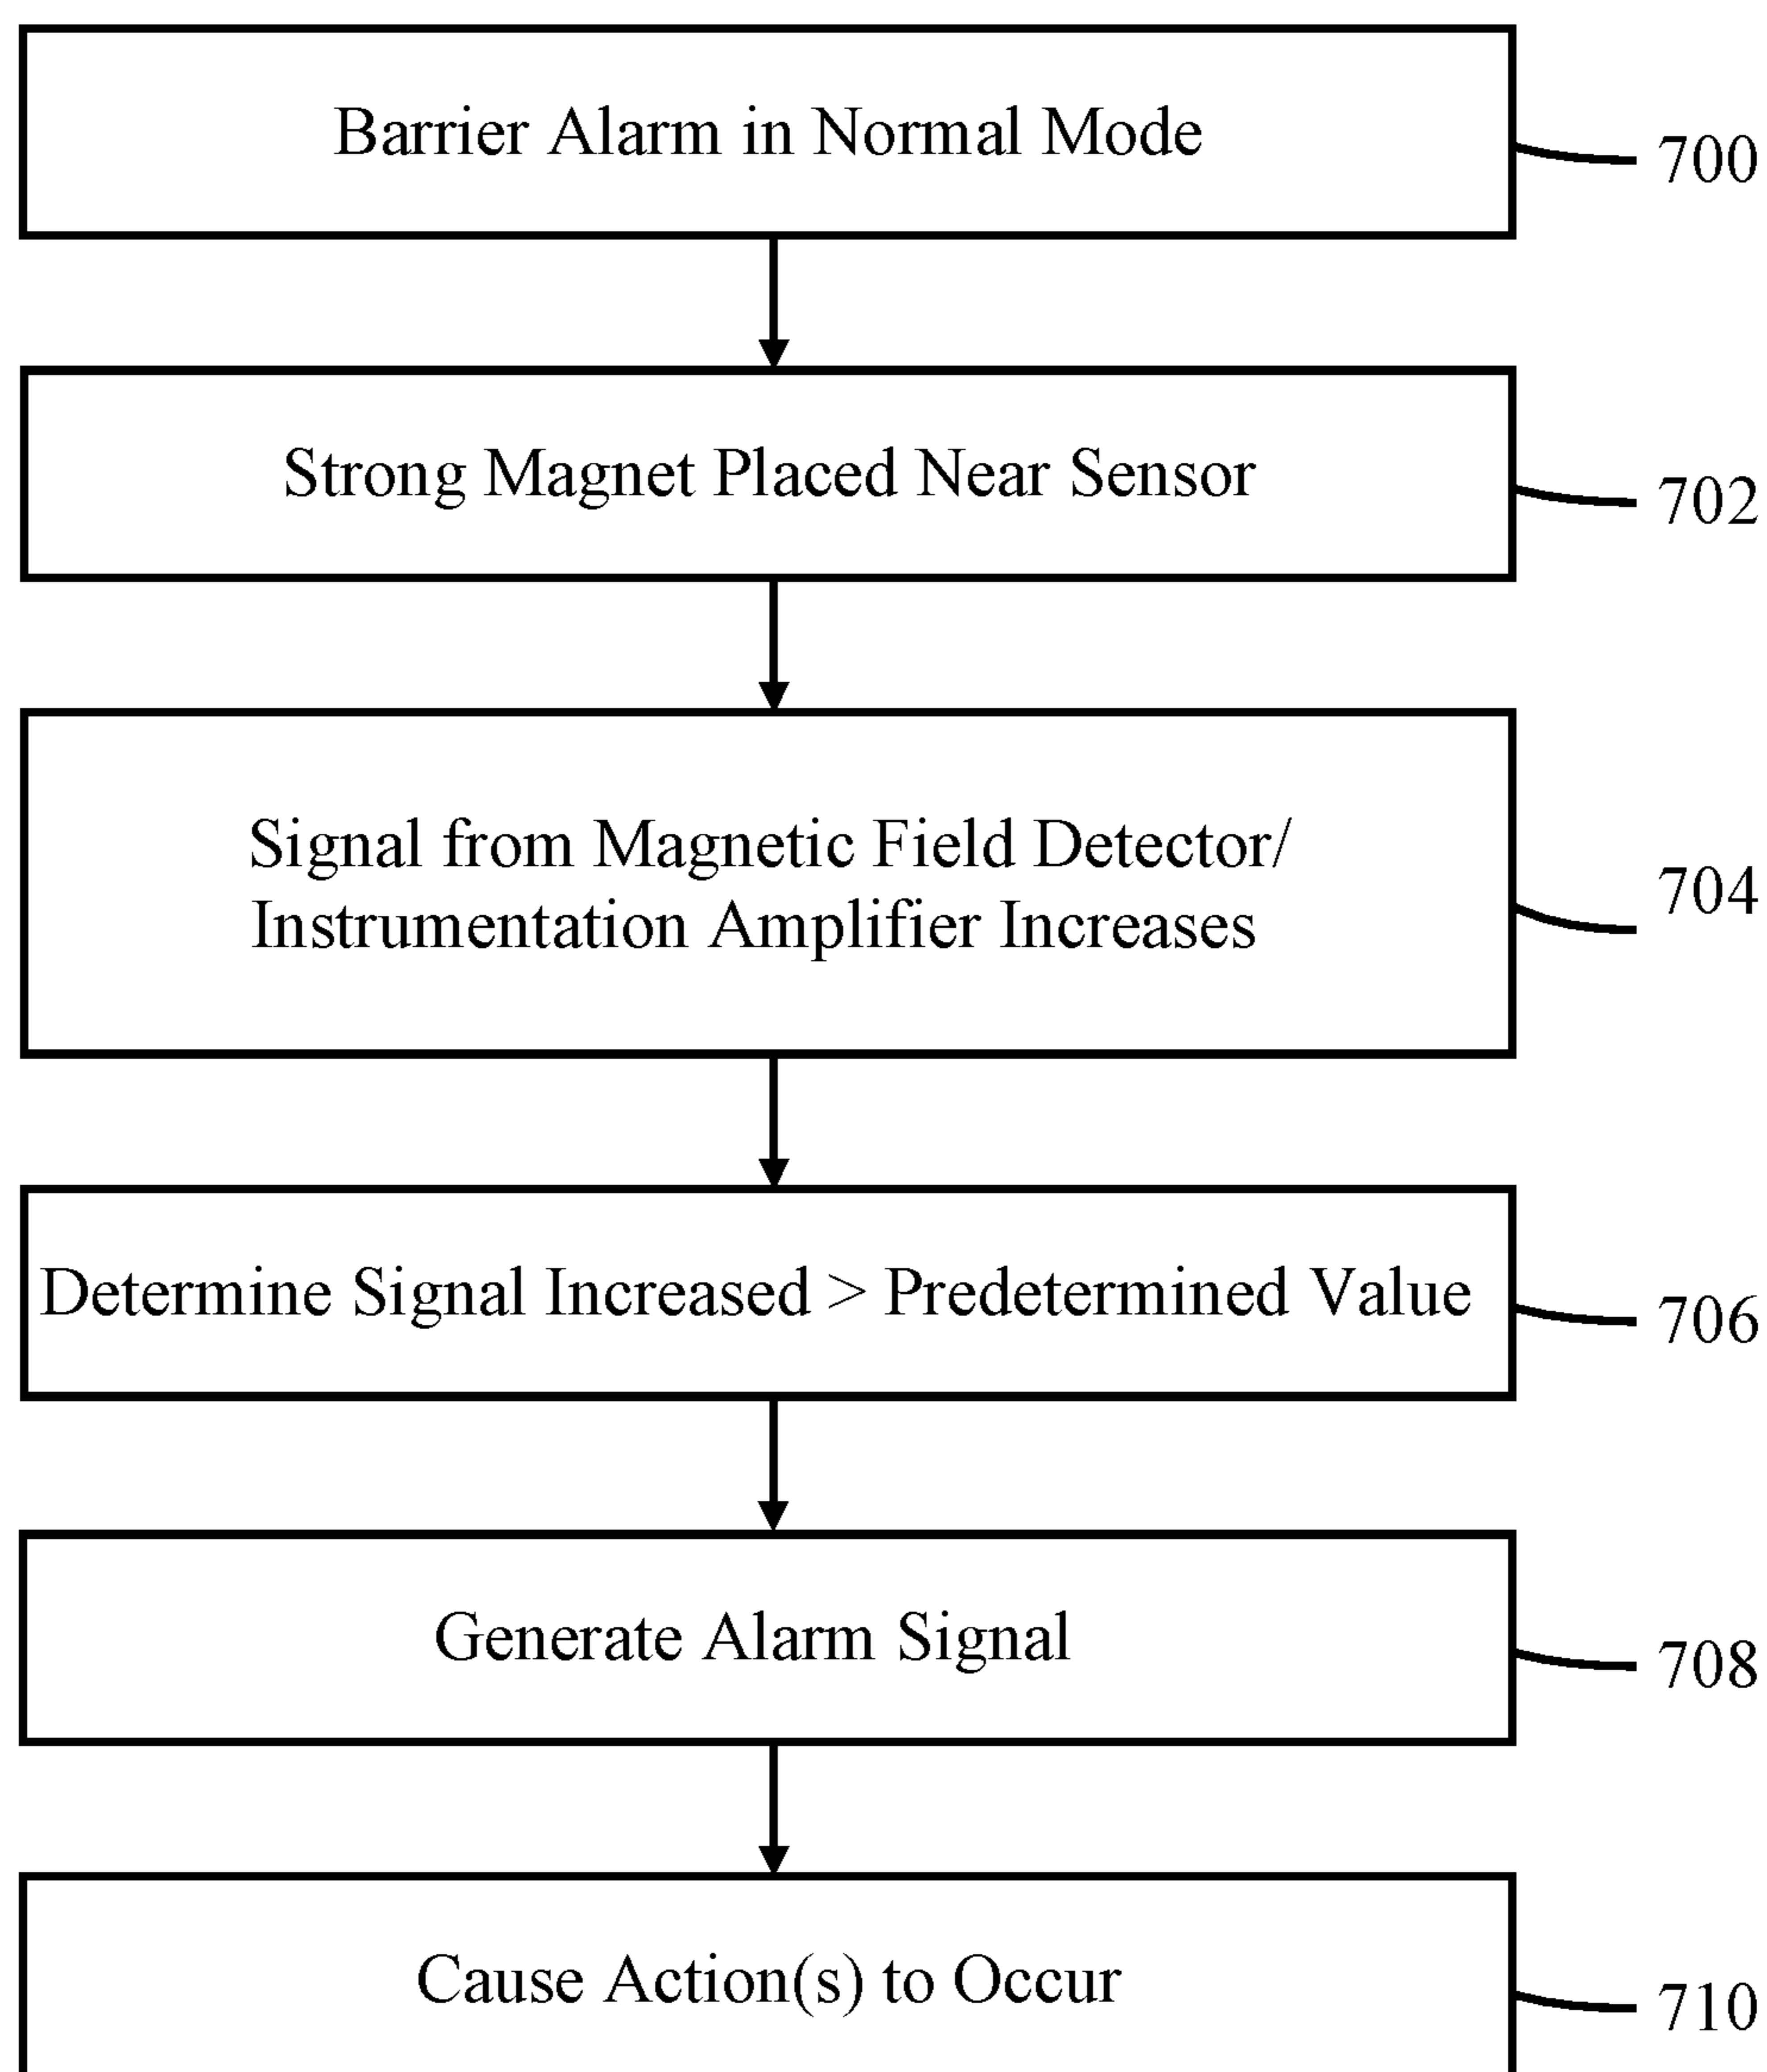 Barrier Alarm in Normal Mode
700
Strong Magnet Placed Near Sensor
702
Signal from Magnetic Field Detector/
Instrumentation Amplifier Increases
704
Determine Signal Increased > Predetermined Value
706
Generate Alarm Signal
708
Cause Action(s) to Occur
710